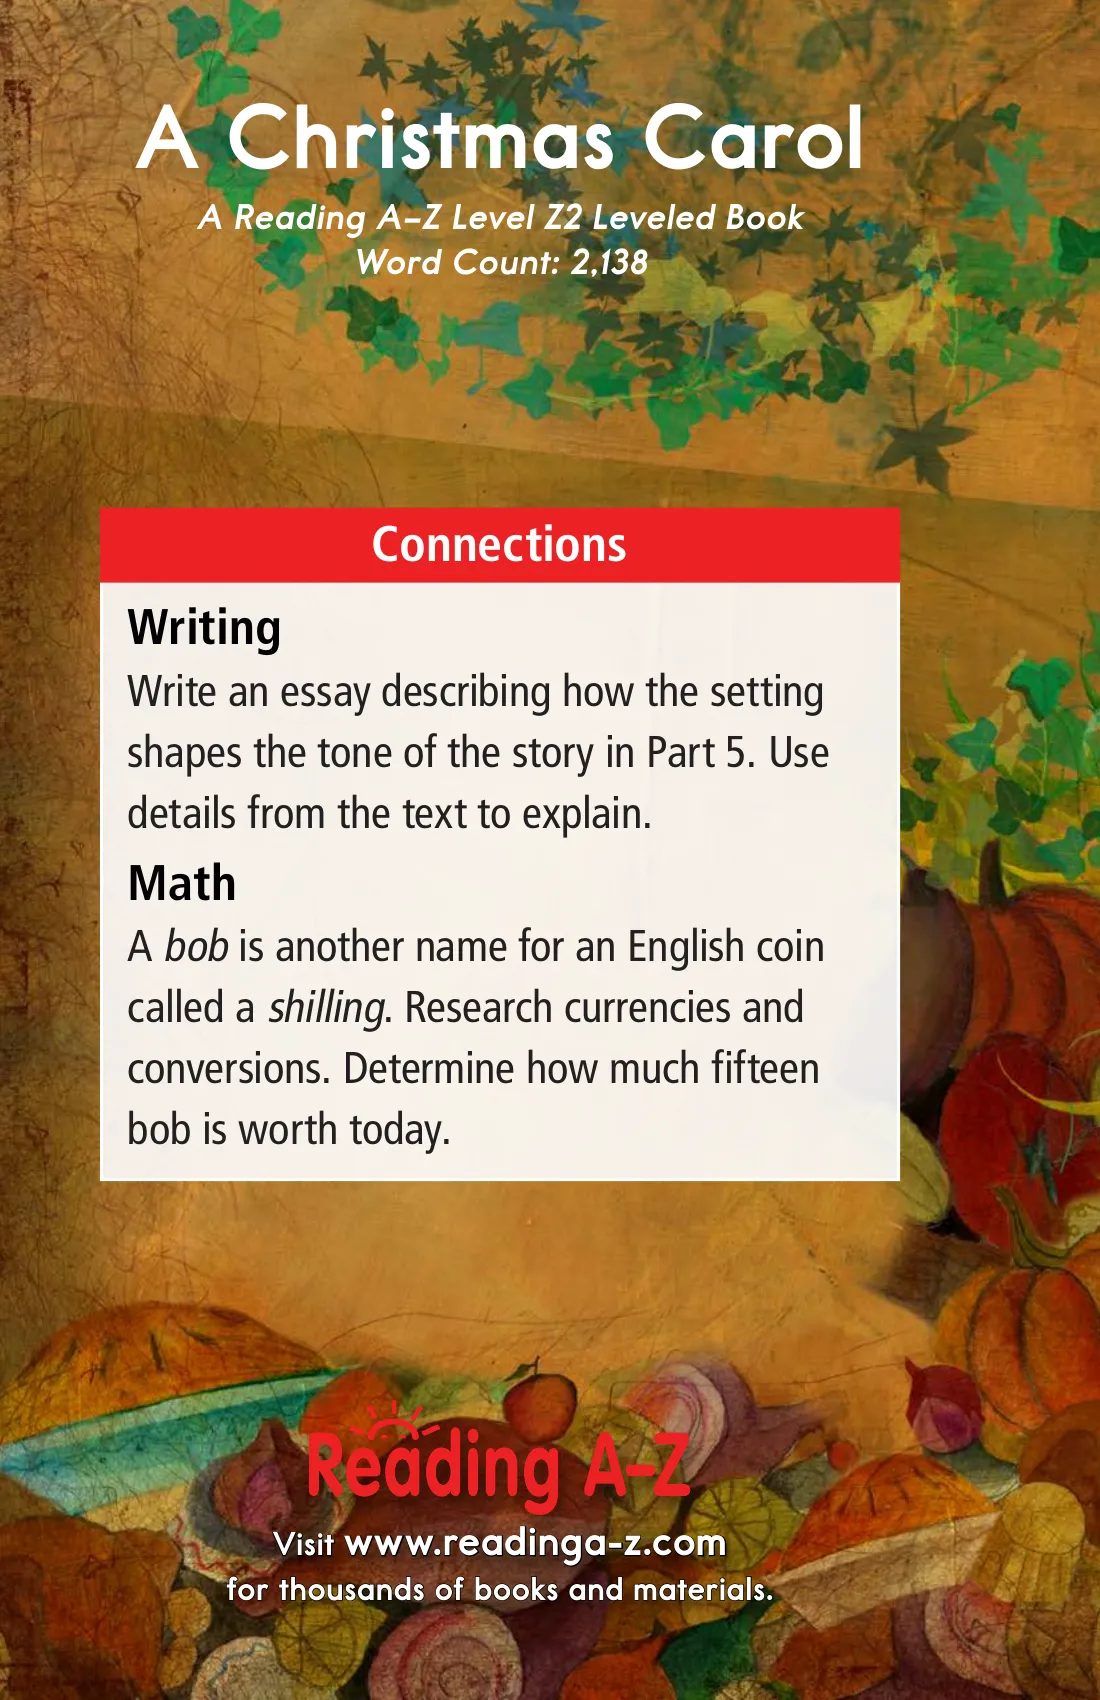 A Christmas Carol
A Reading A–Z Level Z2 Leveled Book
Word Count: 2,138
Connections
Writing
Write an essay describing how the setting
shapes the tone of the story in Part 5. Use
details from the text to explain.
Math
A bob is another name for an English coin
called a shilling. Research currencies and
conversions. Determine how much fifteen
bob is worth today.
Reading A–Z
Visit www.readinga-z.com
for thousands of books and materials.